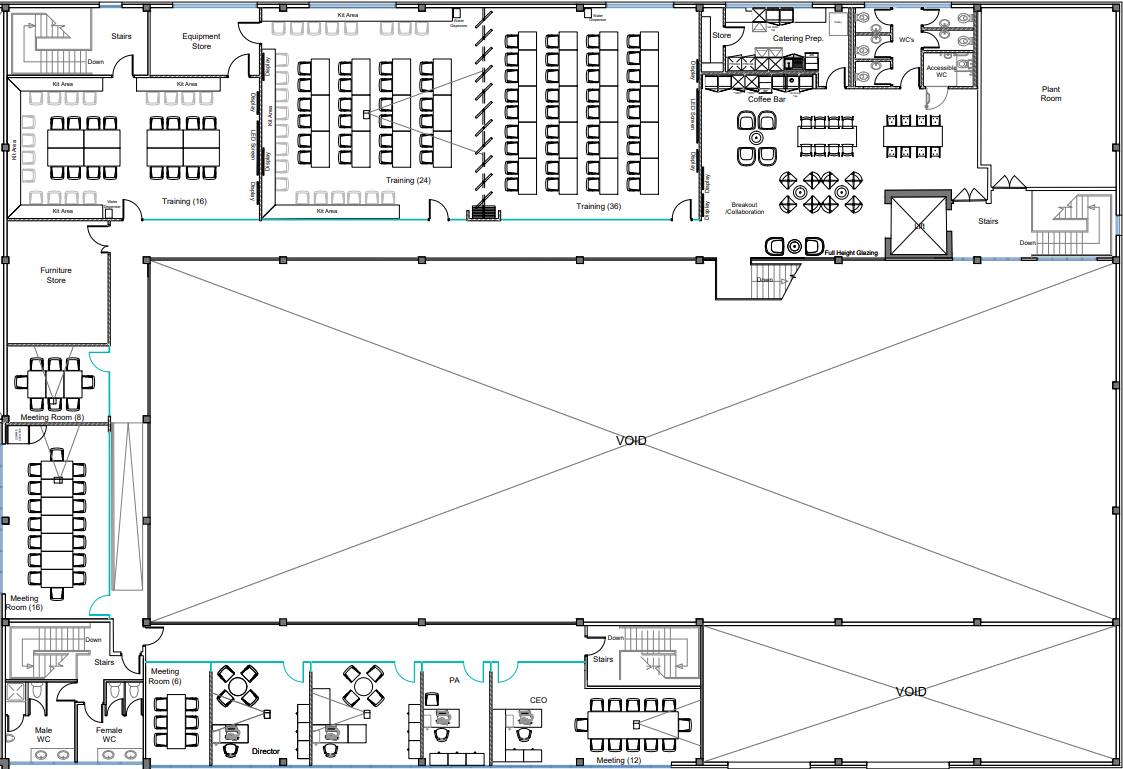 Kit Area
Water
Dispenser
Water
Dispenser
Stairs
Equipment
Store
Down
Store
Catering Prep.
WC's
Accessible
WC
Plant
Room
Display
Display
Kit Area
Kit Area
Coffee Bar
Kit Area
Display
LED Screen
Display
Display
Kit Area
LED Screen
Display
Kit Area
Training (24)
Training (16)
Training (36)
Display
Display
Breakout
/Collaboration
Kit Area
Water
Dispenser
Kit Area
Lift
Stairs
Down
Full Height Glazing
Furniture
Store
Down
Meeting Room (8)
VOID
Meeting
Room (16)
Down
Stairs
Down
Stairs
Meeting
Room (6)
PA
CEO
VOID
Male
WC
Female
WC
Director
Meeting (12)